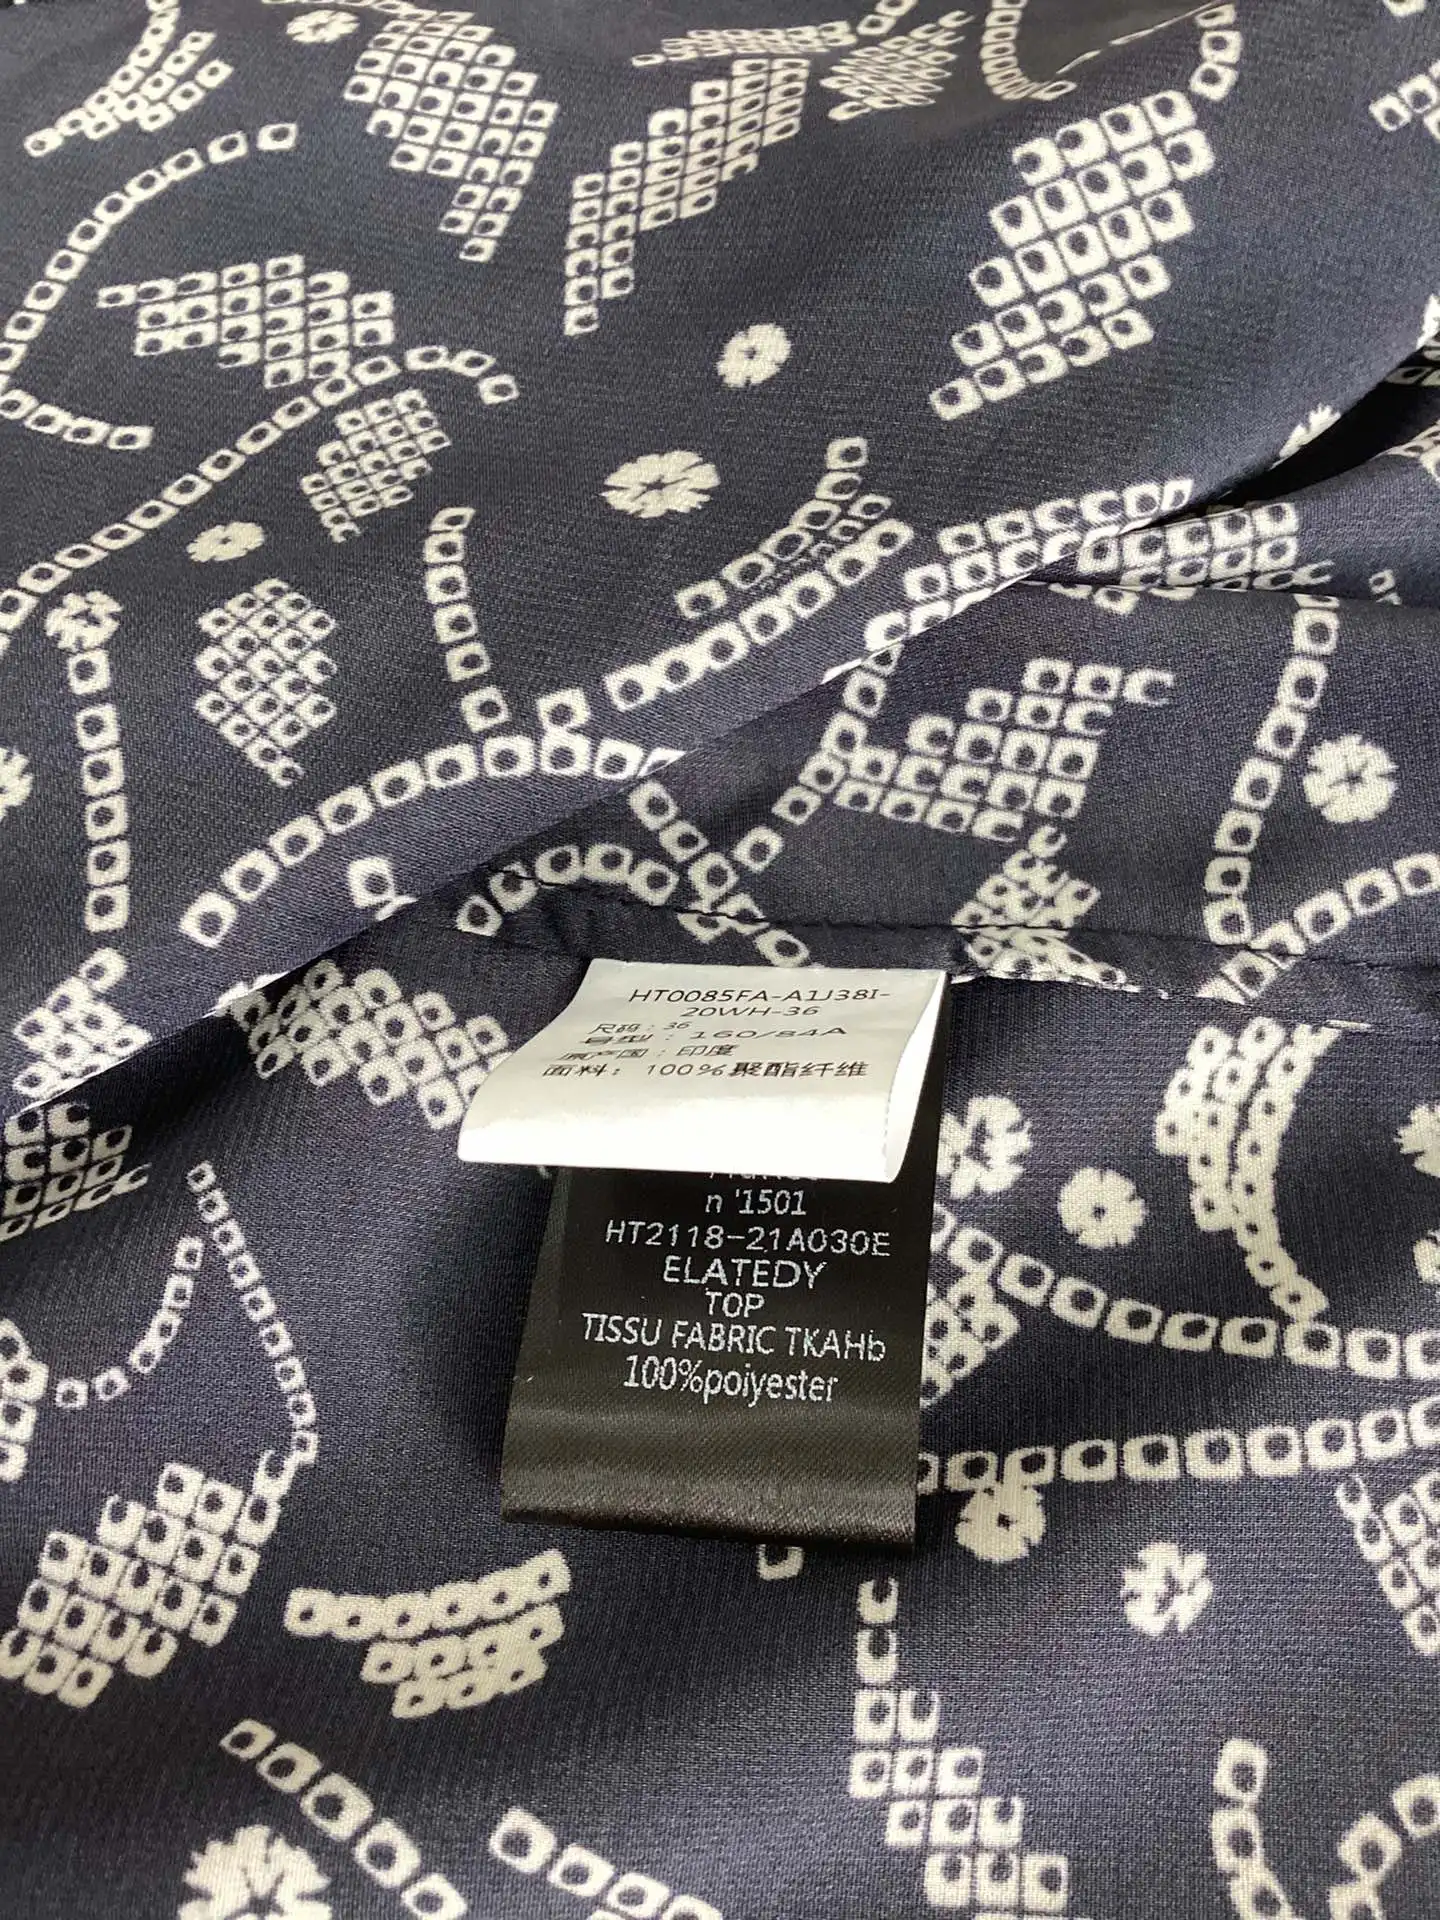 HT0085FA-A1J38I-
20WH-36
尺码：36
号型：160/84A
原产国：印度
面料：100%聚酯纤维
n '1501
HT2118-21A030E
ELATEDY
TOP
TISSU FABRIC TKAHb
100%poiyester